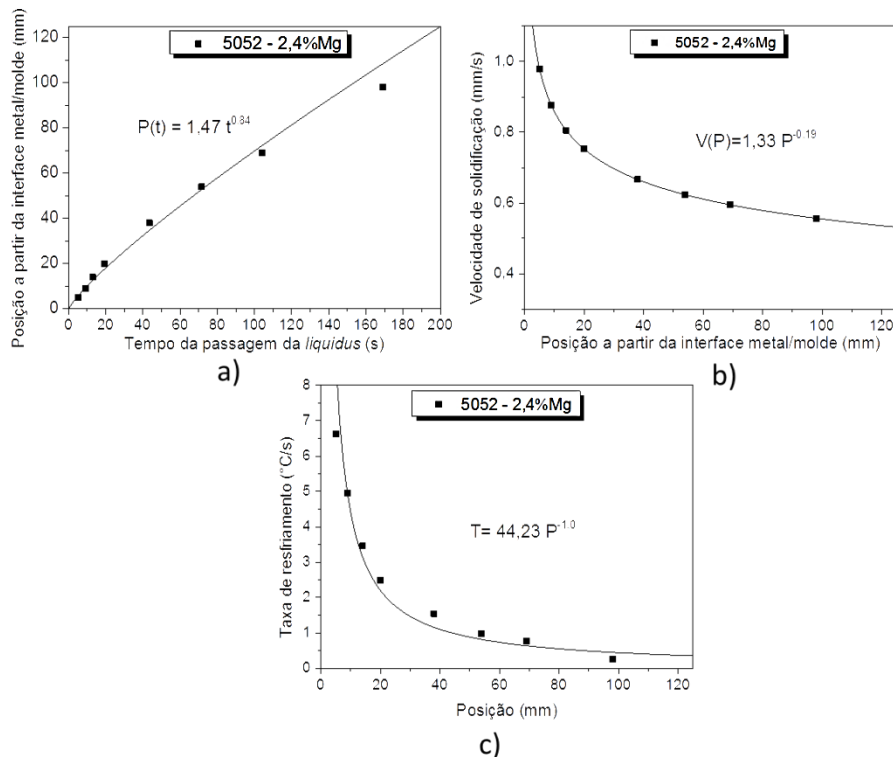 5052 - 2,4%Mg
P(t) = 1,47 t^0.84
Posição a partir da interface metal/molde (mm)
120
100
80
60
40
20
0
0 20 40 60 80 100 120 140 160 180 200
Tempo da passagem da liquidus (s)
a)
5052 - 2,4%Mg
V(P)=1,33 P^-0.19
Velocidade de solidificação (mm/s)
1,0
0,8
0,6
0,4
0 20 40 60 80 100 120
Posição a partir da interface metal/molde (mm)
b)
5052 - 2,4%Mg
T= 44,23 P^-1.0
Taxa de resfriamento (°C/s)
8
7
6
5
4
3
2
1
0
0 20 40 60 80 100 120
Posição (mm)
c)